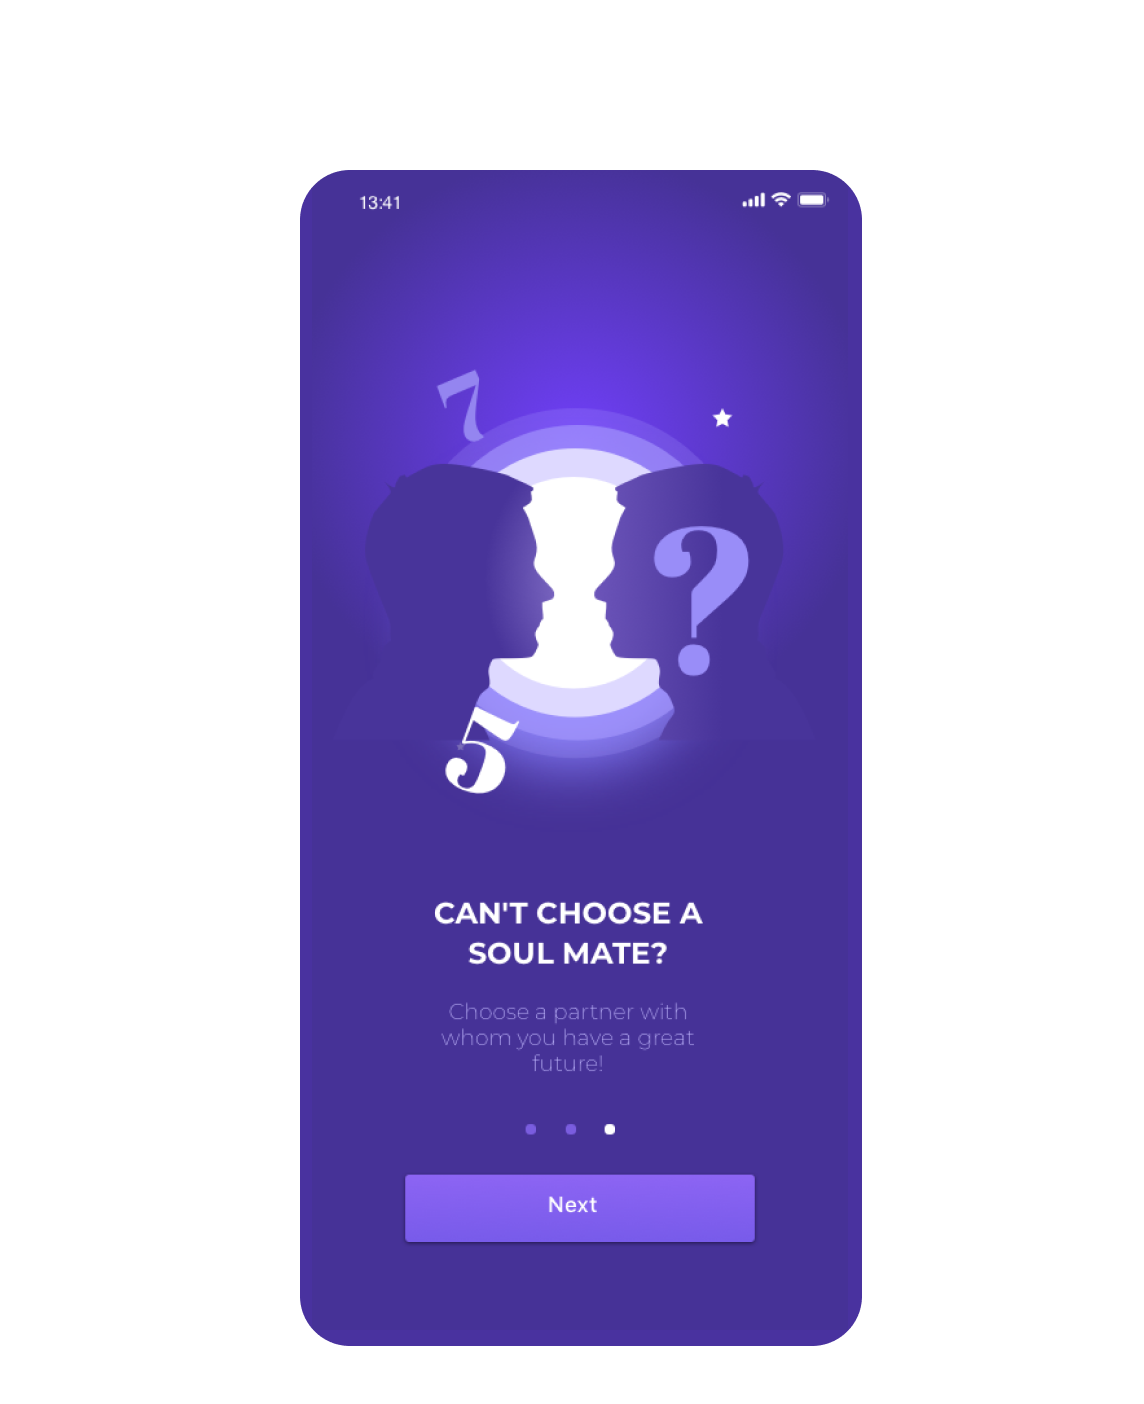 13:41
7
?
5
CAN'T CHOOSE A
SOUL MATE?
Choose a partner with
whom you have a great
future!
Next